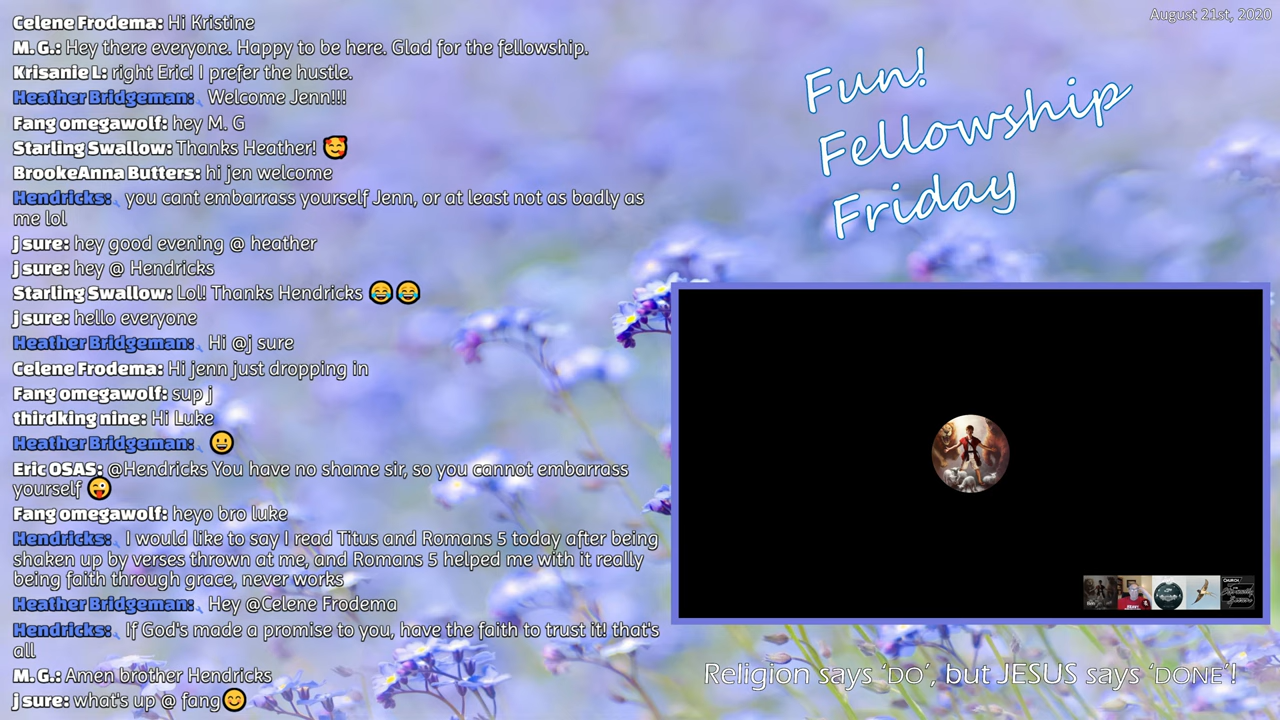 Celene Frodema: Hi Kristine
M. G.: Hey there everyone. Happy to be here. Glad for the fellowship.
Krisanie L: right Eric! I prefer the hustle.
Heather Bridgeman: Welcome Jenn!!!
Fang omegawolf: hey M. G
Starling Swallow: Thanks Heather! 🥰
BrookeAnna Butters: hi jen welcome
Hendricks: you cant embarrass yourself Jenn, or at least not as badly as
me lol
j sure: hey good evening @ heather
j sure: hey @ Hendricks
Starling Swallow: Lol! Thanks Hendricks 😂😂
j sure: hello everyone
Heather Bridgeman: Hi @j sure
Celene Frodema: Hi jenn just dropping in
Fang omegawolf: sup j
thirdking nine: Hi Luke
Heather Bridgeman: 😀
Eric OSAS: @Hendricks You have no shame sir, so you cannot embarrass
yourself 😜
Fang omegawolf: heyo bro luke
Hendricks: I would like to say I read Titus and Romans 5 today after being
shaken up by verses thrown at me, and Romans 5 helped me with it really
being faith through grace, never works
Heather Bridgeman: Hey @Celene Frodema
Hendricks: If God's made a promise to you, have the faith to trust it! that's
all
M. G.: Amen brother Hendricks
j sure: what's up @ fang😊
August 21st, 2020
Fun!
Fellowship
Friday
Religion says 'DO', but JESUS says 'DONE'!